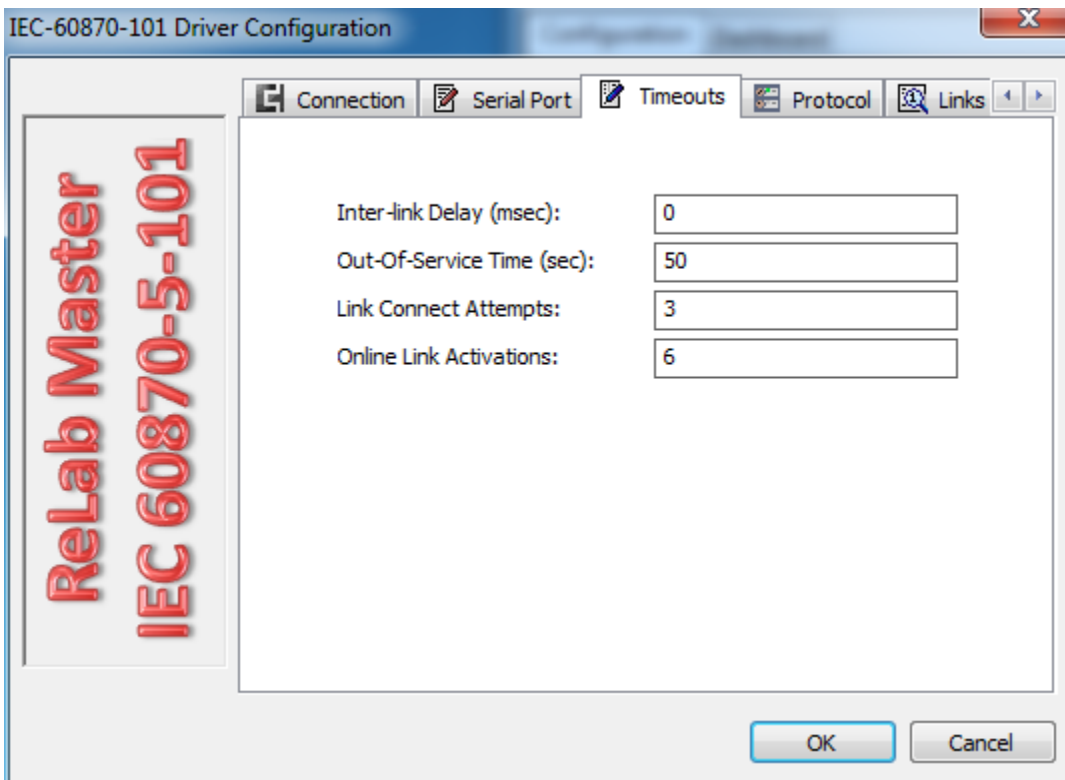 IEC-60870-101 Driver Configuration
Connection
Serial Port
Timeouts
Protocol
Links
ReLab Master
IEC 60870-5-101
Inter-link Delay (msec): 0
Out-Of-Service Time (sec): 50
Link Connect Attempts: 3
Online Link Activations: 6
OK
Cancel